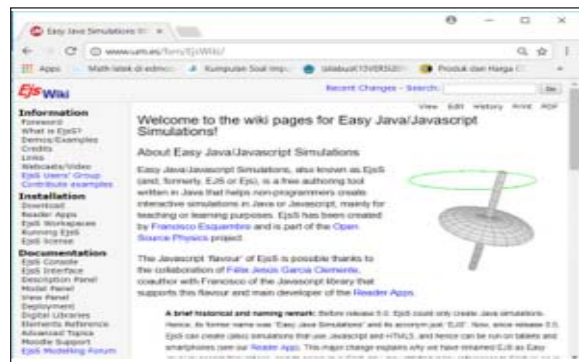 Easy Java Simulations W
www.um.es/fem/EjsWiki/
Apps
Math latek di edmo
Kumpulan Soal Imp
Produk dan Harga
Ejs Wiki
Recent Changes - Search:
Go
View Edit History Print PDF
Information
Foreword
What is EjsS?
Demos/Examples
Credits
Links
Webcasts/Video
EjsS Users' Group
Contribute examples
Installation
Download
Reader Apps
EjsS Workspaces
Running EjsS
EjsS license
Documentation
EjsS Console
EjsS Interface
Description Panel
Model Panel
View Panel
Deployment
Digital Libraries
Elements Reference
Advanced Topics
Moodle Support
EjsS Modelling Forum
Welcome to the wiki pages for Easy Java/Javascript
Simulations!
About Easy Java/Javascript Simulations
Easy Java/Javascript Simulations, also known as EjsS
(and, formerly, EJS or Ejs), is a free authoring tool
written in Java that helps non-programmers create
interactive simulations in Java or Javascript, mainly for
teaching or learning purposes. EjsS has been created
by Francisco Esquembre and is part of the Open
Source Physics project.
The Javascript 'flavour' of EjsS is possible thanks to
the collaboration of Félix Jesús Garcia Clemente,
coauthor with Francisco of the Javascript library that
supports this flavour and main developer of the Reader Apps.
A brief historical and naming remark: Before release 5.0, EjsS could only create Java simulations.
Hence, its former name was 'Easy Java Simulations' and its acronym just 'EJS'. Now, since release 5.0,
EjsS can create (also) simulations that use Javascript and HTML5, and hence can be run on tablets and
smartphones (see our Reader App). This major change explains why we have renamed EJS as Easy